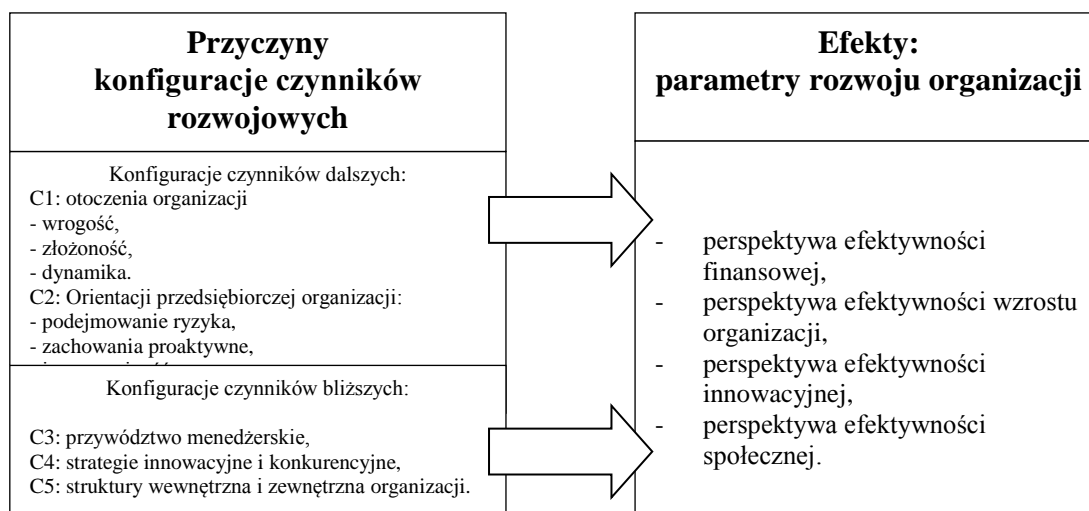 Przyczyny
konfiguracje czynników
rozwojowych
Konfiguracje czynników dalszych:
C1: otoczenia organizacji
- wrogość,
- złożoność,
- dynamika.
C2: Orientacji przedsiębiorczej organizacji:
- podejmowanie ryzyka,
- zachowania proaktywne,
Konfiguracje czynników bliższych:
C3: przywództwo menedżerskie,
C4: strategie innowacyjne i konkurencyjne,
C5: struktury wewnętrzna i zewnętrzna organizacji.
Efekty:
parametry rozwoju organizacji
- perspektywa efektywności
finansowej,
- perspektywa efektywności wzrostu
organizacji,
- perspektywa efektywności
innowacyjnej,
- perspektywa efektywności
społecznej.